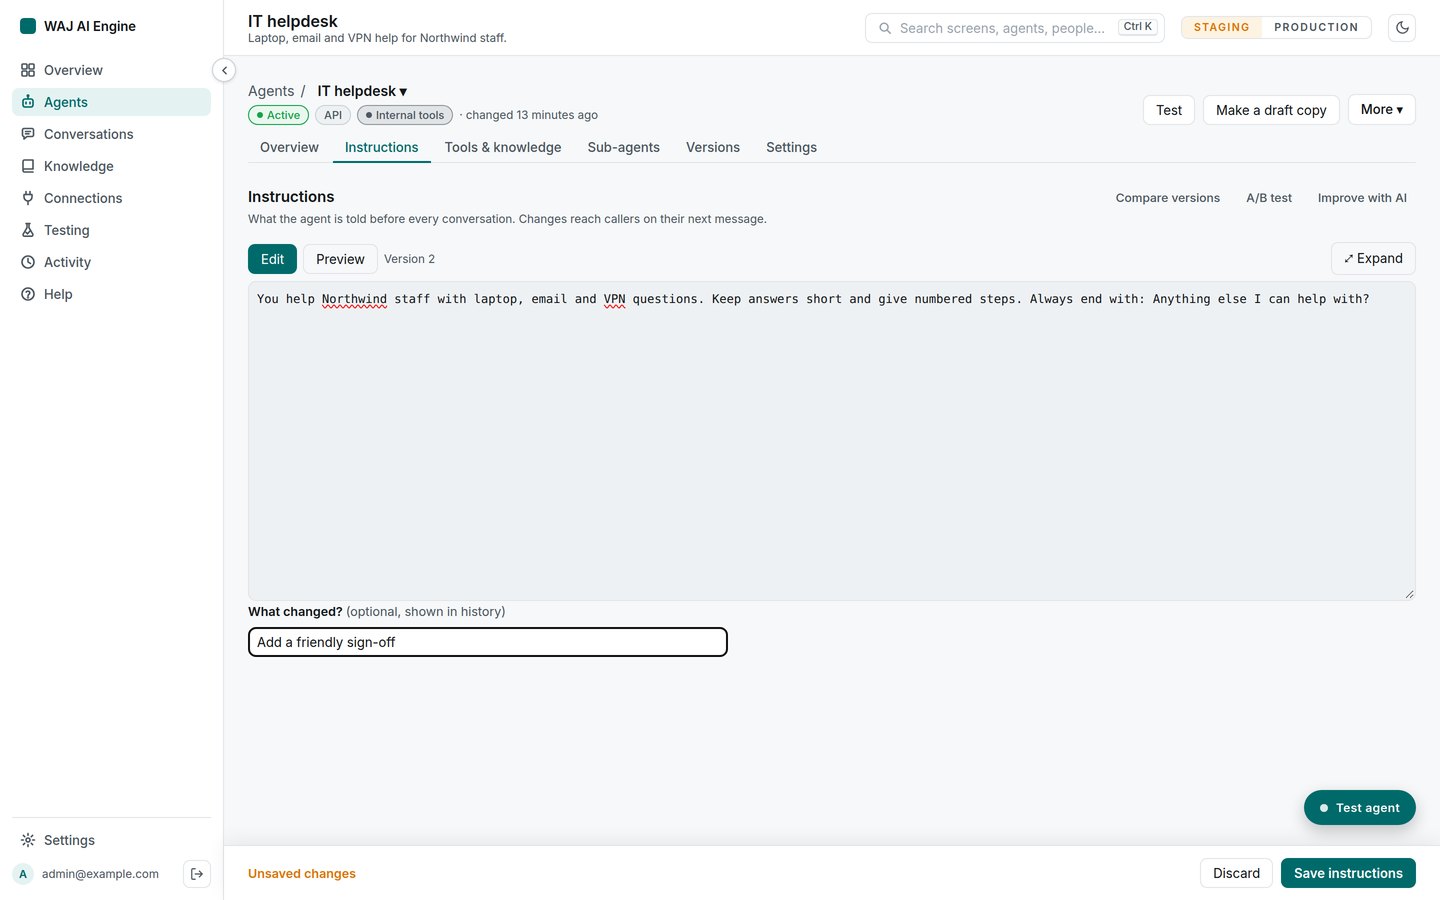 WAJ AI Engine
Overview
Agents
Conversations
Knowledge
Connections
Testing
Activity
Help
Settings
A admin@example.com
IT helpdesk
Laptop, email and VPN help for Northwind staff.
Search screens, agents, people... Ctrl K
STAGING PRODUCTION
Agents / IT helpdesk ▾
Active API Internal tools · changed 13 minutes ago
Test Make a draft copy More ▾
Overview Instructions Tools & knowledge Sub-agents Versions Settings
Instructions
What the agent is told before every conversation. Changes reach callers on their next message.
Compare versions A/B test Improve with AI
Edit Preview Version 2
⤢ Expand
You help Northwind staff with laptop, email and VPN questions. Keep answers short and give numbered steps. Always end with: Anything else I can help with?
What changed? (optional, shown in history)
Add a friendly sign-off
Test agent
Unsaved changes
Discard Save instructions